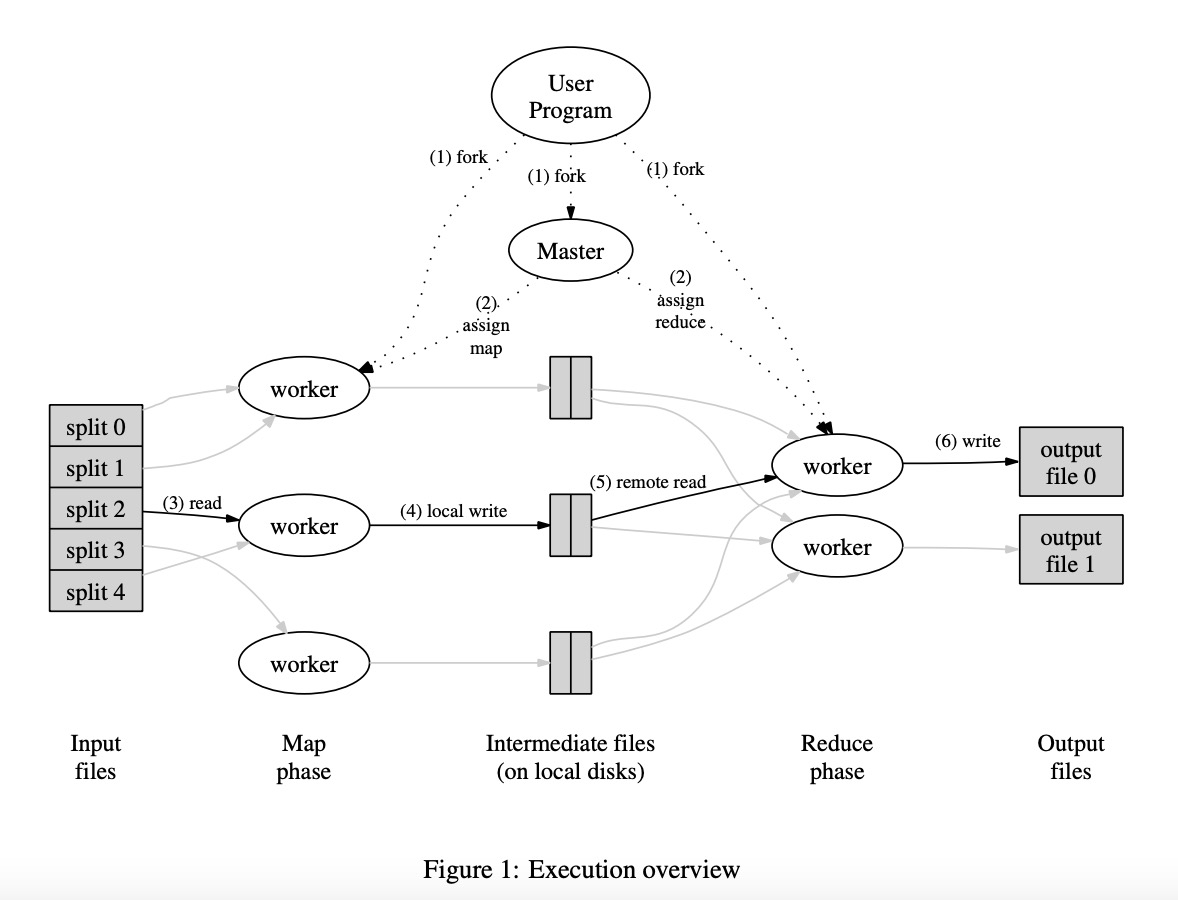 User
Program
(1) fork
(1) fork
(1) fork
Master
(2)
assign
map
(2)
assign
reduce
worker
split 0
split 1
split 2
split 3
split 4
(3) read
worker
(4) local write
(5) remote read
worker
(6) write
output
file 0
worker
output
file 1
worker
Input
files
Map
phase
Intermediate files
(on local disks)
Reduce
phase
Output
files
Figure 1: Execution overview